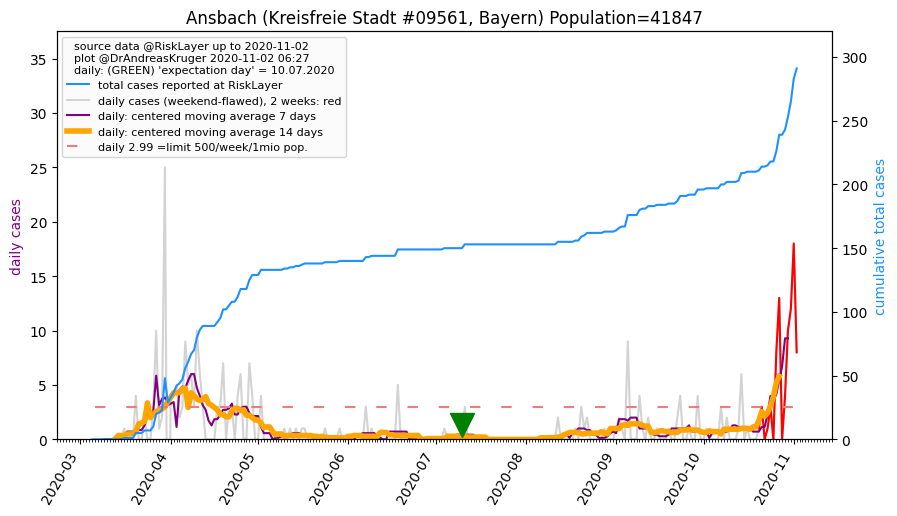 Ansbach (Kreisfreie Stadt #09561, Bayern) Population=41847
source data @RiskLayer up to 2020-11-02
plot @DrAndreasKruger 2020-11-02 06:27
daily: (GREEN) 'expectation day' = 10.07.2020
total cases reported at RiskLayer
daily cases (weekend-flawed), 2 weeks: red
daily: centered moving average 7 days
daily: centered moving average 14 days
daily 2.99 =limit 500/week/1mio pop.
daily cases
35
30
25
20
15
10
5
0
300
250
200
150
100
50
0
cumulative total cases
2020-03
2020-04
2020-05
2020-06
2020-07
2020-08
2020-09
2020-10
2020-11